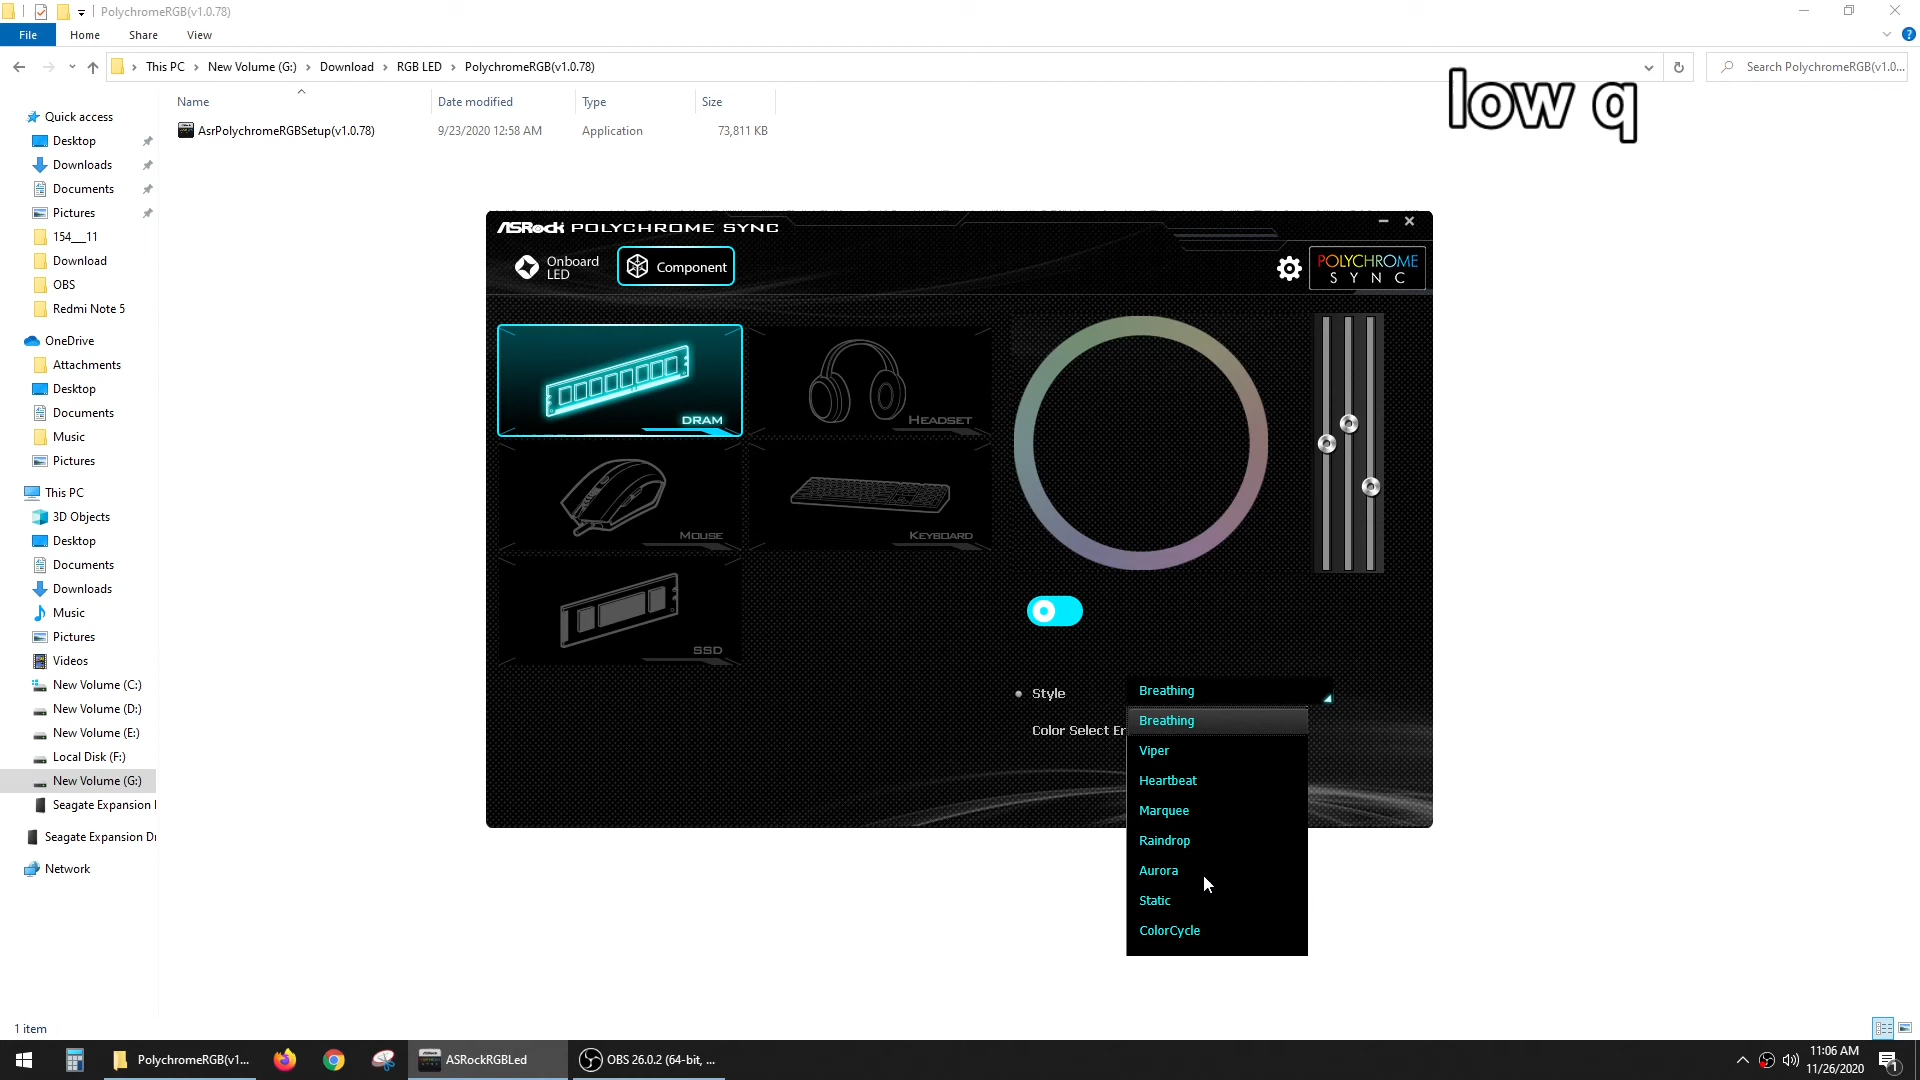 PolychromeRGB(v1.0.78)
File Home Share View
This PC New Volume (G:) Download RGB LED PolychromeRGB(v1.0.78)
Search PolychromeRGB(v1.0...
low q
Name Date modified Type Size
AsrPolychromeRGBSetup(v1.0.78) 9/23/2020 12:58 AM Application 73,811 KB
Quick access
Desktop
Downloads
Documents
Pictures
154___11
Download
OBS
Redmi Note 5
OneDrive
Attachments
Desktop
Documents
Music
Pictures
This PC
3D Objects
Desktop
Documents
Downloads
Music
Pictures
Videos
New Volume (C:)
New Volume (D:)
New Volume (E:)
Local Disk (F:)
New Volume (G:)
Seagate Expansion
Seagate Expansion Dr
Network
ASRock POLYCHROME SYNC
Onboard
LED
Component
POLYCHROME
SYNC
DRAM
HEADSET
MOUSE
KEYBOARD
SSD
Style Breathing
Color Select Er
Breathing
Viper
Heartbeat
Marquee
Raindrop
Aurora
Static
ColorCycle
1 item
PolychromeRGB(v1... ASRockRGBLed OBS 26.0.2 (64-bit, ...
11:06 AM
11/26/2020
1